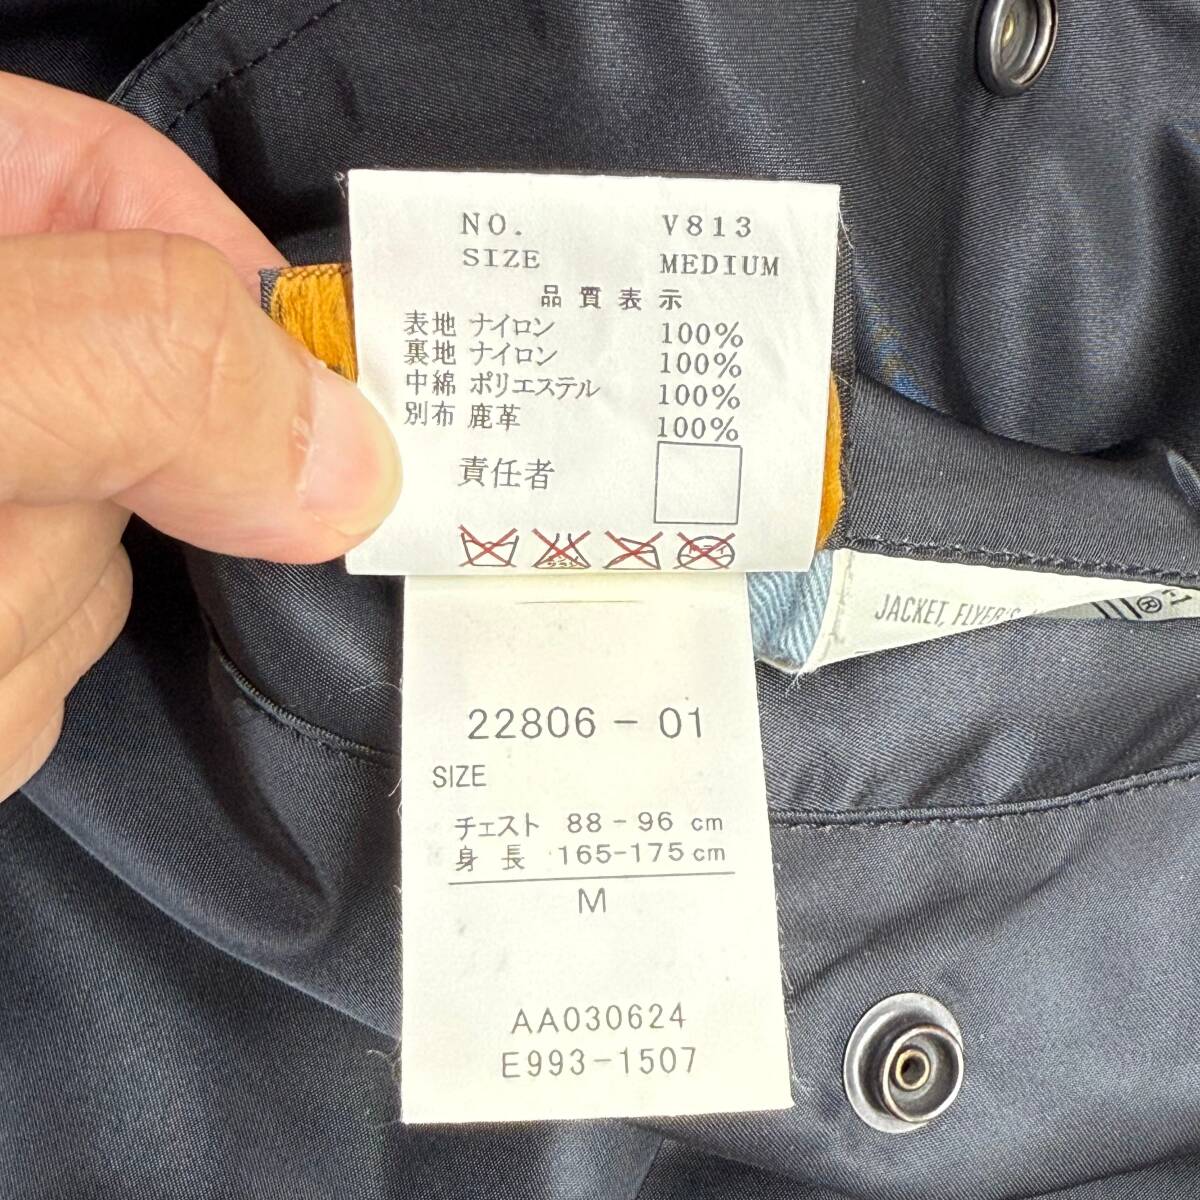 NO. V813
SIZE MEDIUM
品質表示
表地 ナイロン 100%
裏地 ナイロン 100%
中綿 ポリエステル 100%
別布 鹿革 100%
責任者
ドライ
JACKET, FLYER'S
®
22806-01
SIZE
チェスト 88-96 cm
身長 165-175cm
M
AA030624
E993-1507